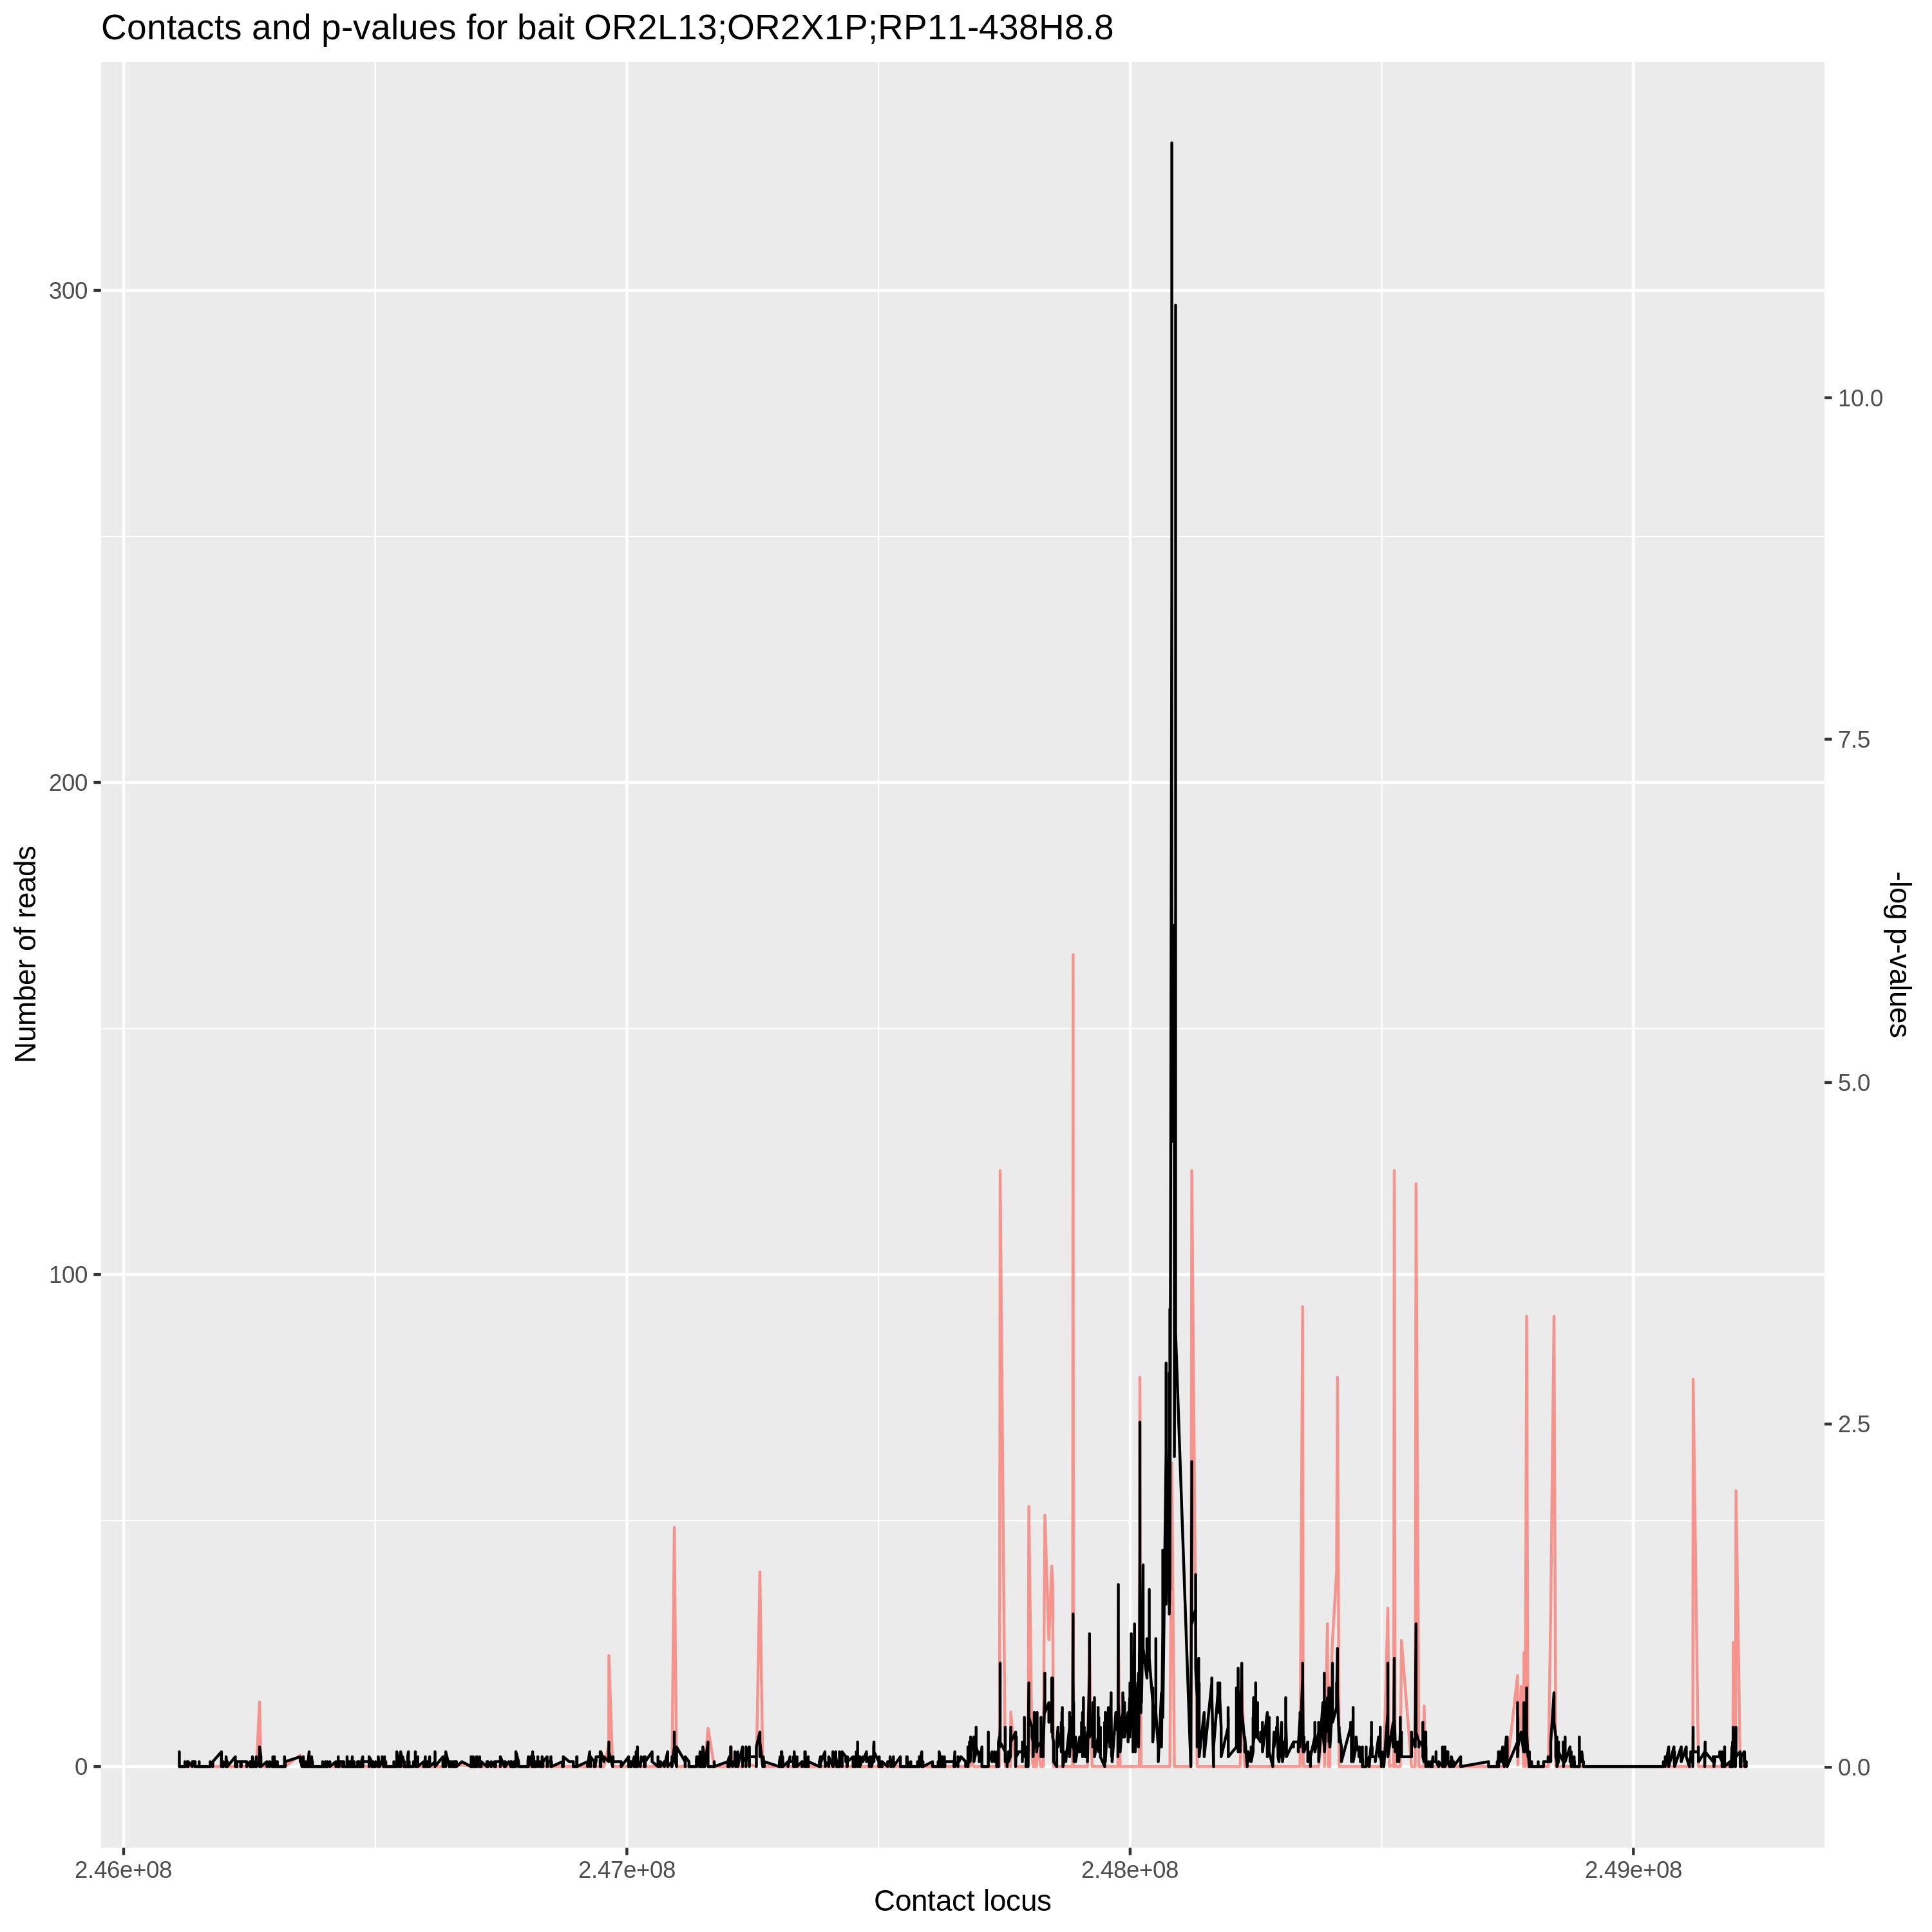 Contacts and p-values for bait OR2L13;OR2X1P;RP11-438H8.8
300
200
100
0
Number of reads
10.0
7.5
5.0
2.5
0.0
-log p-values
2.46e+08
2.47e+08
2.48e+08
2.49e+08
Contact locus